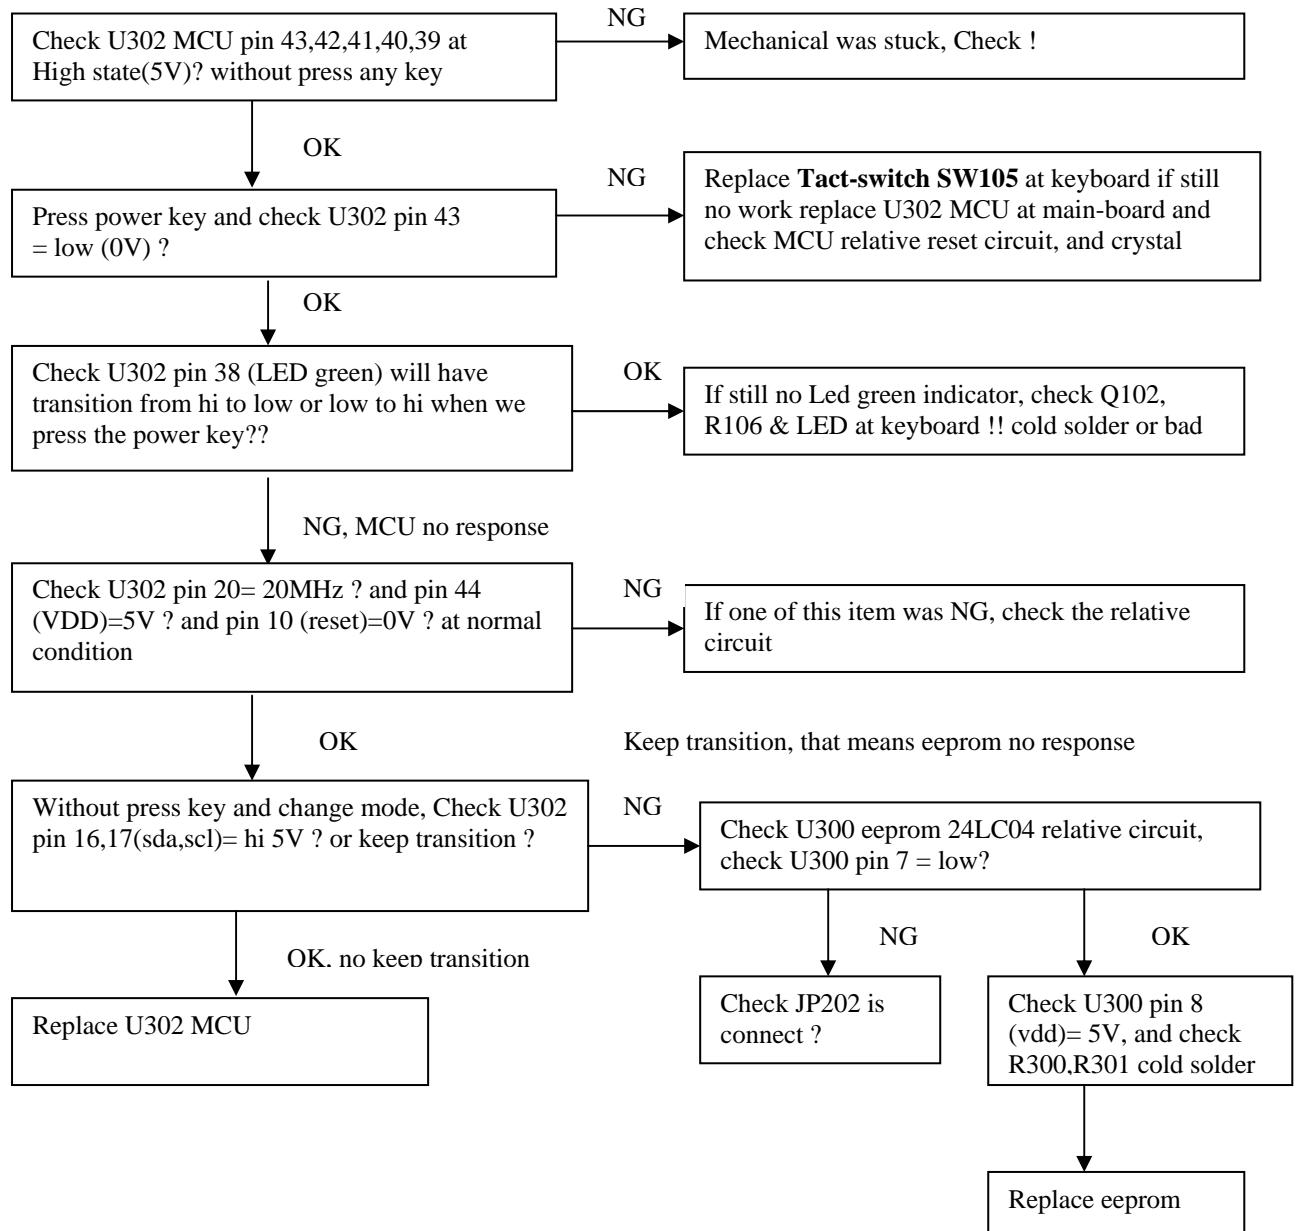 NG
Check U302 MCU pin 43,42,41,40,39 at
High state(5V)? without press any key
Mechanical was stuck, Check !
OK
NG
Press power key and check U302 pin 43
= low (0V) ?
Replace Tact-switch SW105 at keyboard if still
no work replace U302 MCU at main-board and
check MCU relative reset circuit, and crystal
OK
Check U302 pin 38 (LED green) will have
transition from hi to low or low to hi when we
press the power key??
OK
If still no Led green indicator, check Q102,
R106 & LED at keyboard !! cold solder or bad
NG, MCU no response
Check U302 pin 20= 20MHz ? and pin 44
(VDD)=5V ? and pin 10 (reset)=0V ? at normal
condition
NG
If one of this item was NG, check the relative
circuit
OK
Keep transition, that means eeprom no response
Without press key and change mode, Check U302
pin 16,17(sda,scl)= hi 5V ? or keep transition ?
NG
Check U300 eeprom 24LC04 relative circuit,
check U300 pin 7 = low?
OK, no keep transition
NG
OK
Replace U302 MCU
Check JP202 is
connect ?
Check U300 pin 8
(vdd)= 5V, and check
R300,R301 cold solder
Replace eeprom